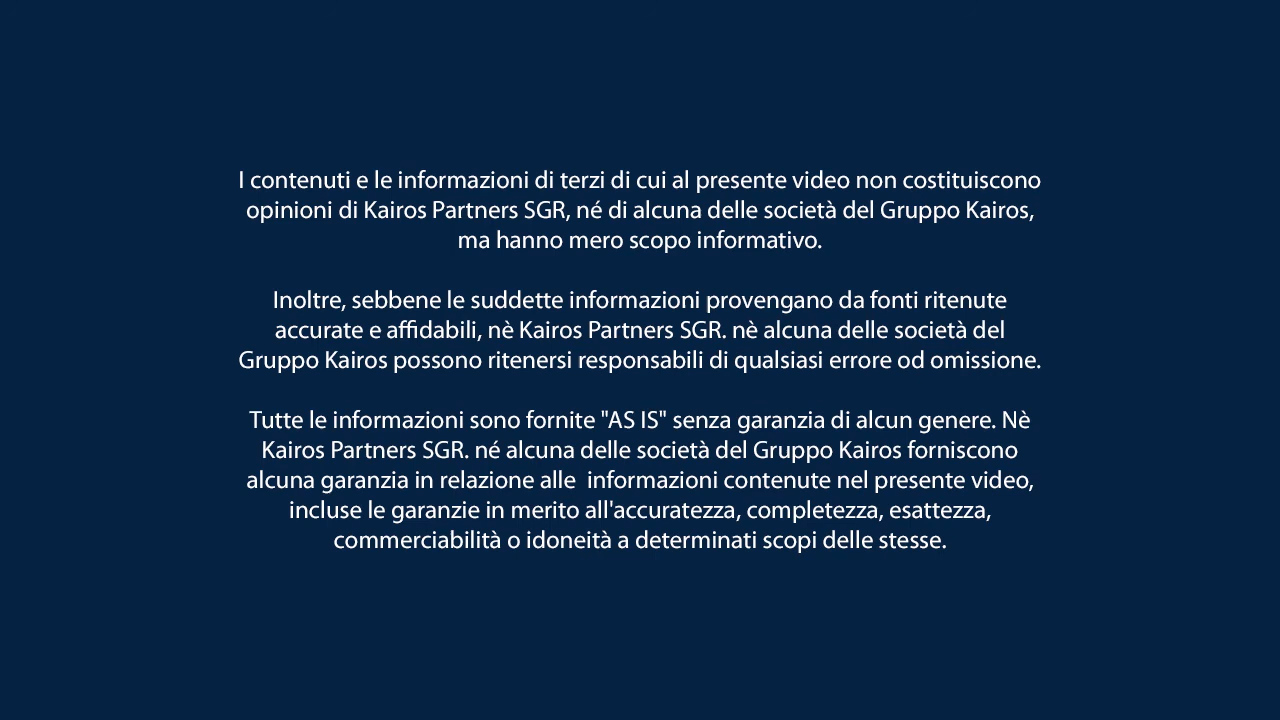 I contenuti e le informazioni di terzi di cui al presente video non costituiscono
opinioni di Kairos Partners SGR, né di alcuna delle società del Gruppo Kairos,
ma hanno mero scopo informativo.
Inoltre, sebbene le suddette informazioni provengano da fonti ritenute
accurate e affidabili, nè Kairos Partners SGR. nè alcuna delle società del
Gruppo Kairos possono ritenersi responsabili di qualsiasi errore od omissione.
Tutte le informazioni sono fornite "AS IS" senza garanzia di alcun genere. Nè
Kairos Partners SGR. né alcuna delle società del Gruppo Kairos forniscono
alcuna garanzia in relazione alle  informazioni contenute nel presente video,
incluse le garanzie in merito all'accuratezza, completezza, esattezza,
commerciabilità o idoneità a determinati scopi delle stesse.